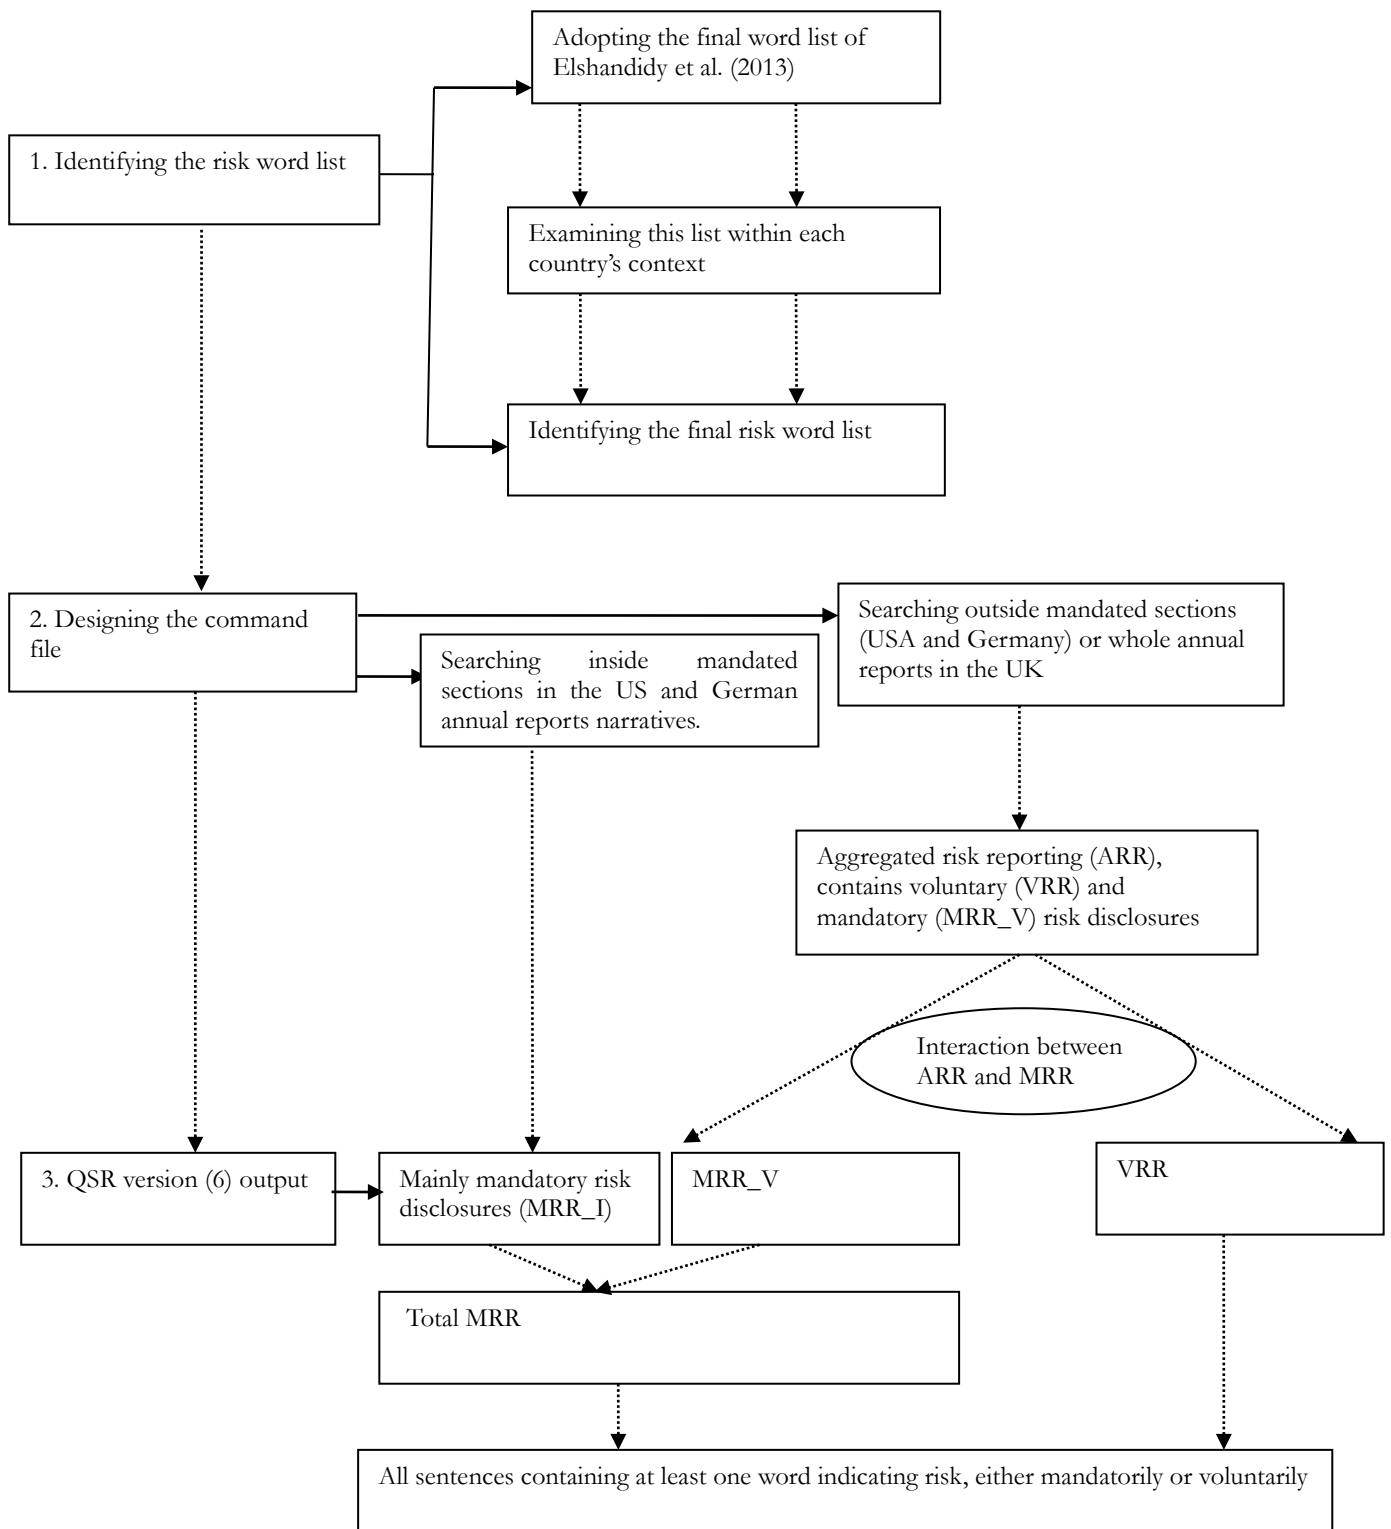 Adopting the final word list of
Elshandidy et al. (2013)
1. Identifying the risk word list
Examining this list within each
country’s context
Identifying the final risk word list
2. Designing the command
file
Searching outside mandated sections
(USA and Germany) or whole annual
reports in the UK
Searching inside mandated
sections in the US and German
annual reports narratives.
Aggregated risk reporting (ARR),
contains voluntary (VRR) and
mandatory (MRR_V) risk disclosures
Interaction between
ARR and MRR
3. QSR version (6) output
Mainly mandatory risk
disclosures (MRR_I)
MRR_V
VRR
Total MRR
All sentences containing at least one word indicating risk, either mandatorily or voluntarily